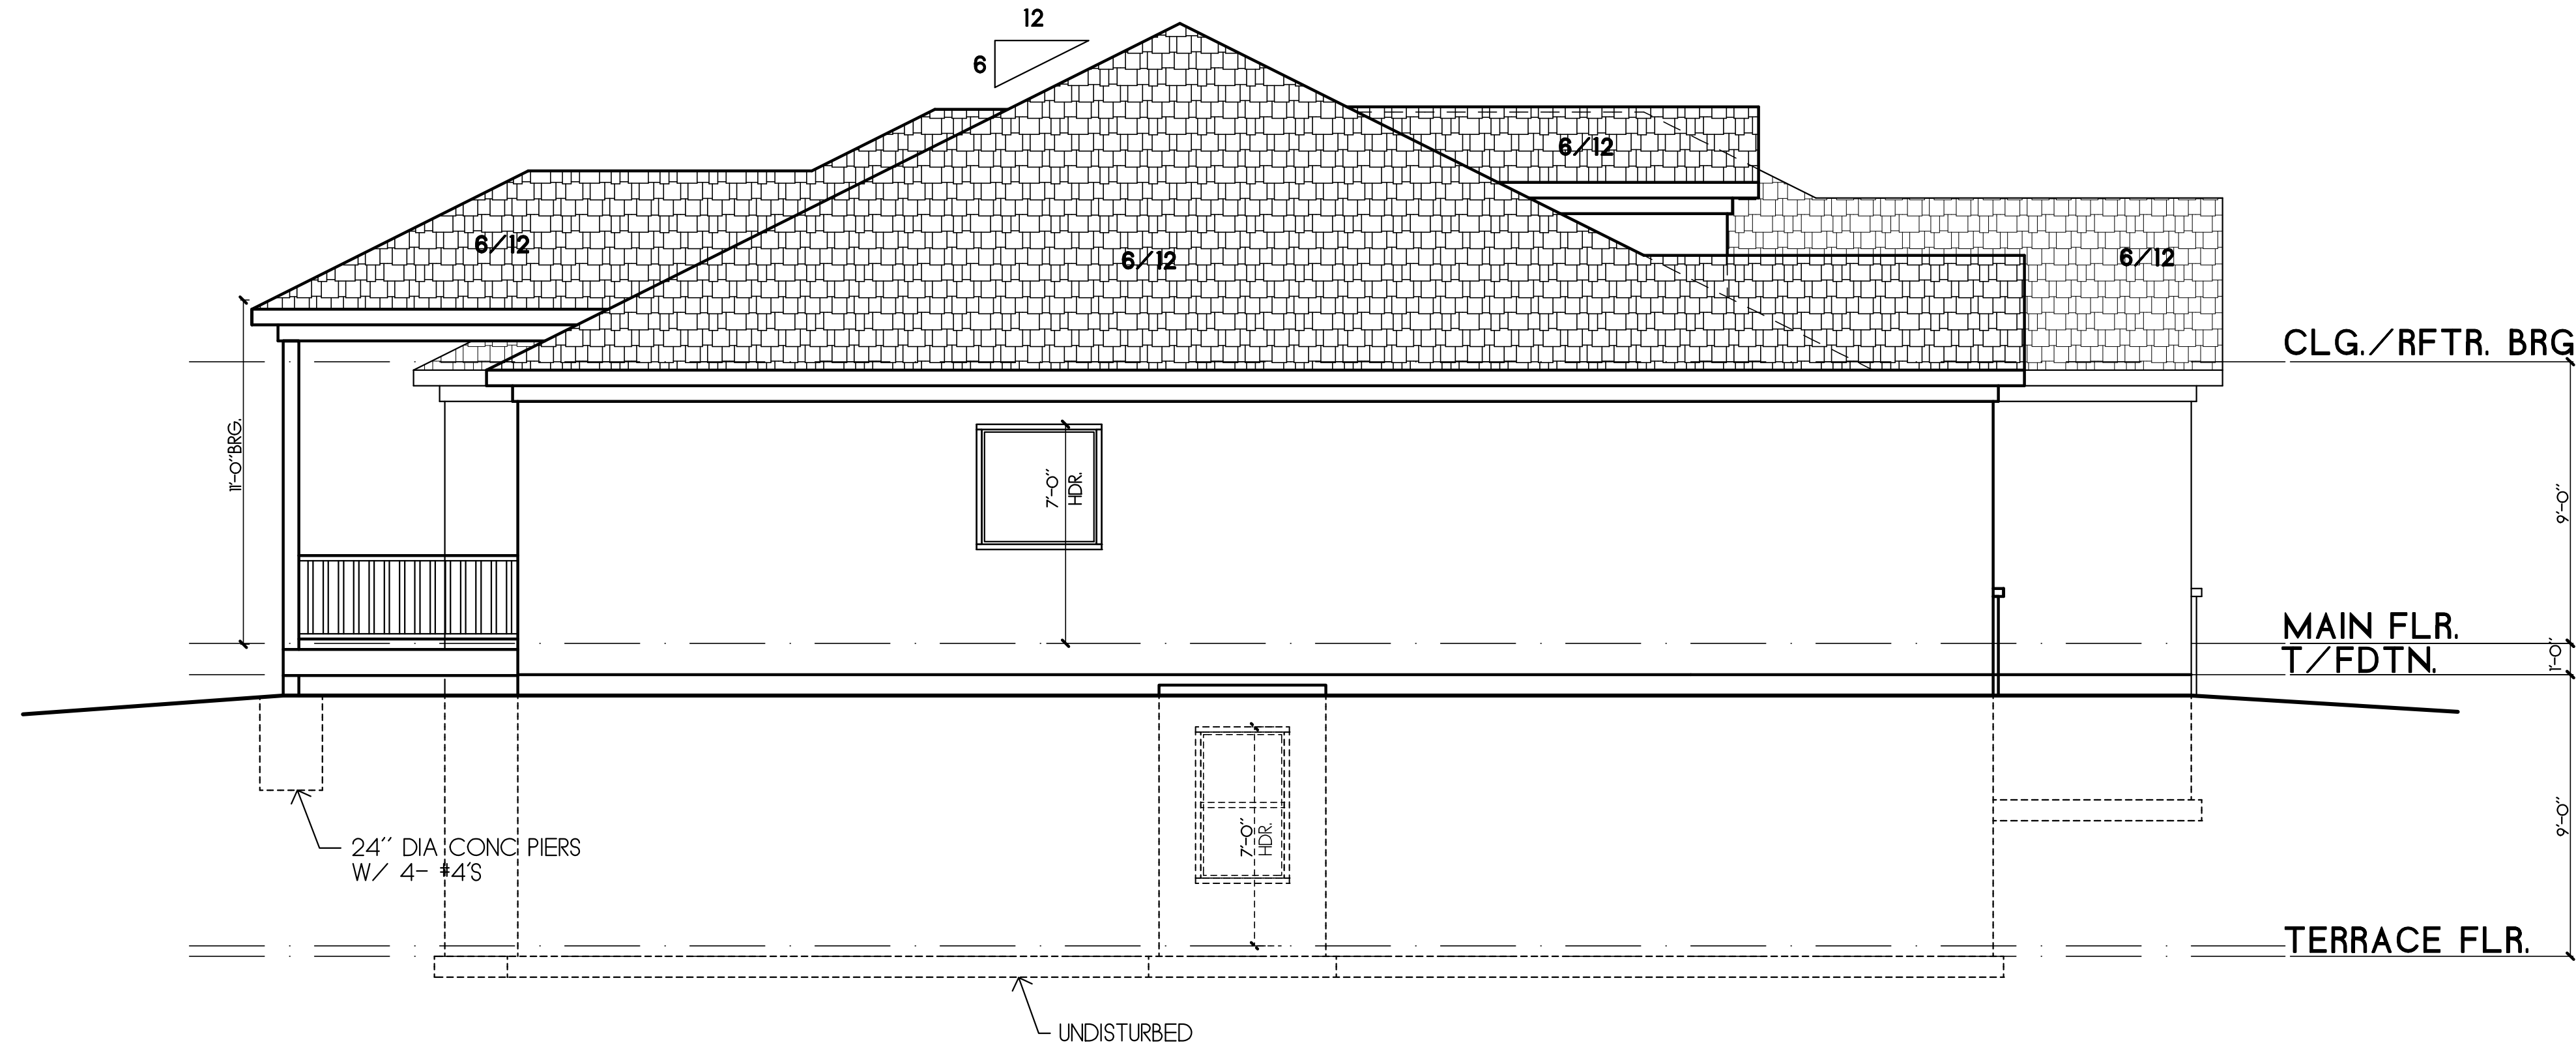 12
6
6/12
6/12
6/12
6/12
CLG./RFTR. BRG
11'-0" BRG.
7'-0"
HDR.
9'-0"
MAIN FLR.
1'-0"
T/FDTN.
24" DIA CONC PIERS
W/ 4- #4'S
7'-0"
HDR.
9'-0"
TERRACE FLR.
UNDISTURBED